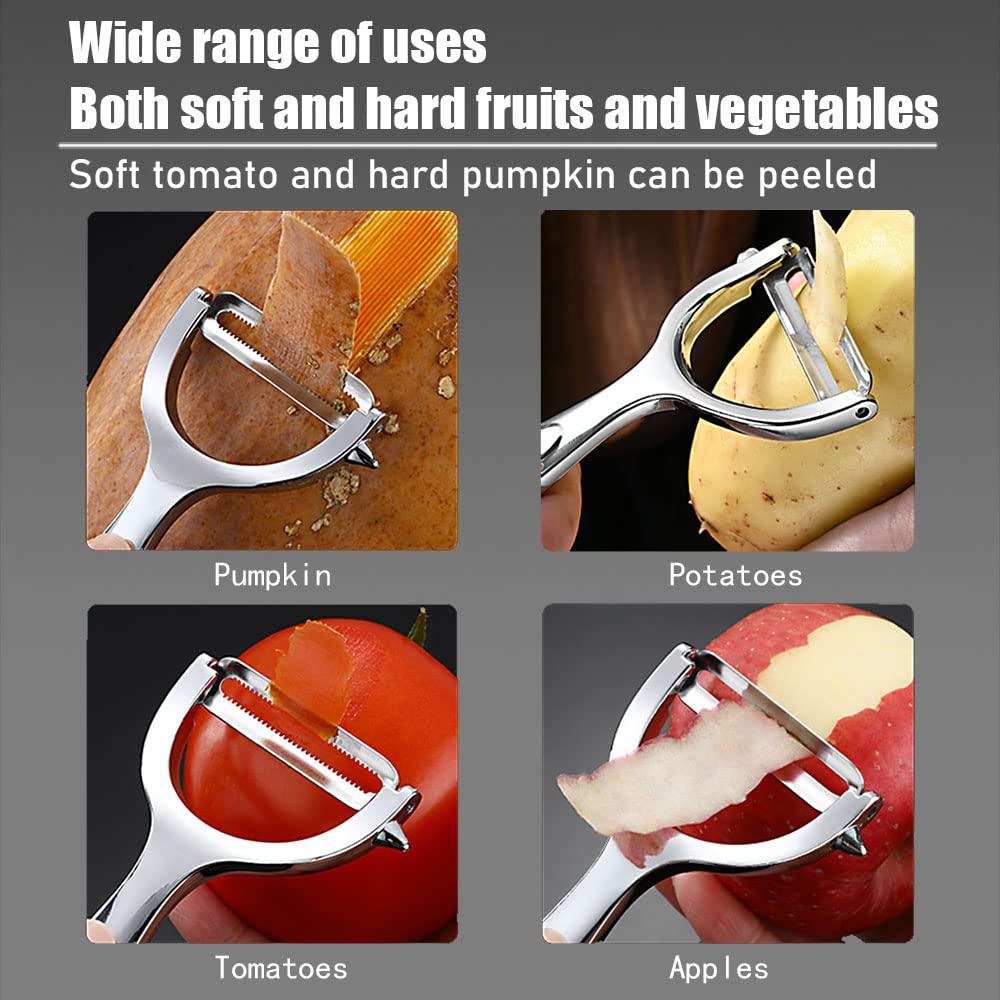 Wide range of uses
Both soft and hard fruits and vegetables
Soft tomato and hard pumpkin can be peeled
Pumpkin
Potatoes
Tomatoes
Apples